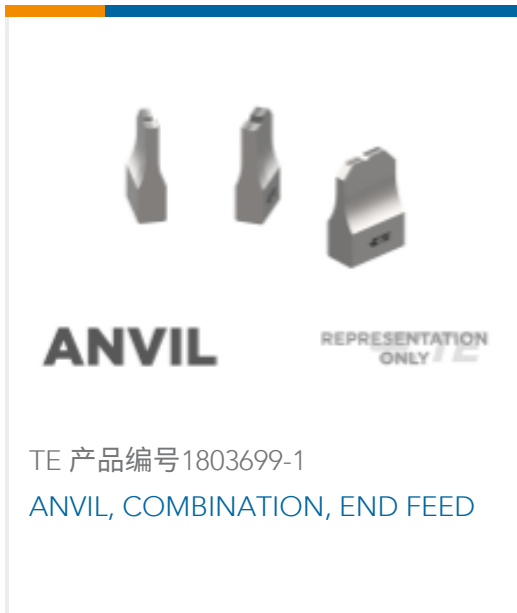 ANVIL
REPRESENTATION
ONLY TE
TE 产品编号1803699-1
ANVIL, COMBINATION, END FEED